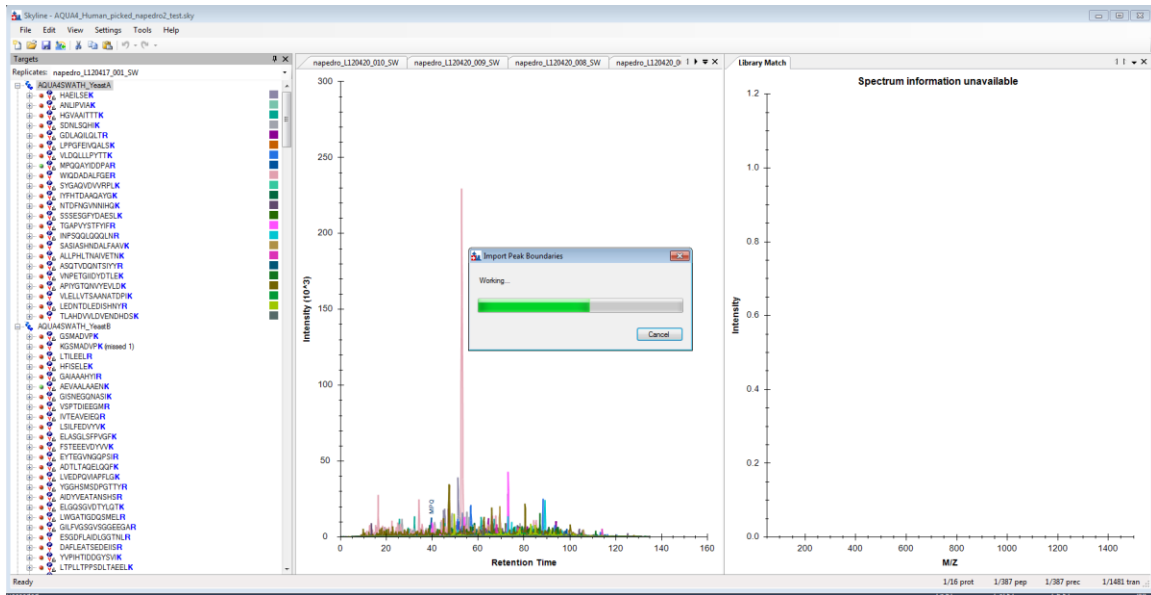 Skyline - AQUA4_Human_picked_napedro2_test.sky
File Edit View Settings Tools Help
Targets
Replicates: napedro_L120417_001_SW
AQUA4SWATH_YeastA
HAEILSEK
ANLIPVIAK
HGVAAITTTK
SDNLSQHIK
GDLAQILQLTR
LPPGFEIVQALSK
VLDQLLLPYTTK
MPQQAYIDDPAR
WIQDADALFGER
SYGAQVDVVRPLK
IYFHTDAAQAYGK
NTDFNGVNNIHQK
SSSESGFYDAESLK
TGAPVYSTFYIFR
INPSQQLQQLNR
SASIASHNDALFAAVK
ALLPHLTNAIVETNK
ASQTVDQNTSIYYR
VNPETGIIDYDTLEK
APIYGTQNVYEVLDK
VLELLVTSAANATDPIK
LEDNTDLEDISHNYR
TLAHDVVLDVENDHDSK
AQUA4SWATH_YeastB
GSMADVPK
KGSMADVPK (missed 1)
LTILEELR
HFISELEK
GAIAAAHYIR
AEVAALAAENK
GISNEGQNASIK
VSPTDIEEGMR
IVTEAVEIEQR
LSILFEDVYVK
ELASGLSFPVGFK
FSTEEEVDYVVK
EYTEGVNGQPSIR
ADTLTAQELQQFK
LVEDPQVIAPFLGK
YGGHSMSDPGTTYR
AIDYVEATANSHSR
ELGQSGVDTYLQTK
LWGATIGDQSMELR
GILFVGSGVSGGEEGAR
ESGDFLAIDLGGTNLR
DAFLEATSEDEIISR
YVPIHTIDDGYSVIK
LTPLLTPPSDLTAEELK
napedro_L120420_010_SW napedro_L120420_009_SW napedro_L120420_008_SW napedro_L120420_0
300
250
200
150
100
50
0
Intensity (10^3)
MPQ
0 20 40 60 80 100 120 140 160
Retention Time
Import Peak Boundaries
Working...
Cancel
Library Match
Spectrum information unavailable
1.2
1.0
0.8
0.6
0.4
0.2
0.0
Intensity
200 400 600 800 1000 1200 1400
M/Z
Ready 1/16 prot 1/387 pep 1/387 prec 1/1481 tran